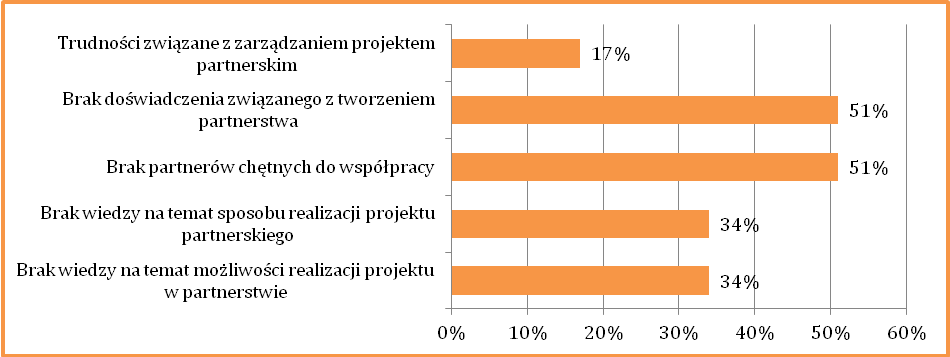 Trudności związane z zarządzaniem projektem
partnerskim
17%
Brak doświadczenia związanego z tworzeniem
partnerstwa
51%
Brak partnerów chętnych do współpracy
51%
Brak wiedzy na temat sposobu realizacji projektu
partnerskiego
34%
Brak wiedzy na temat możliwości realizacji projektu
w partnerstwie
34%
0% 10% 20% 30% 40% 50% 60%